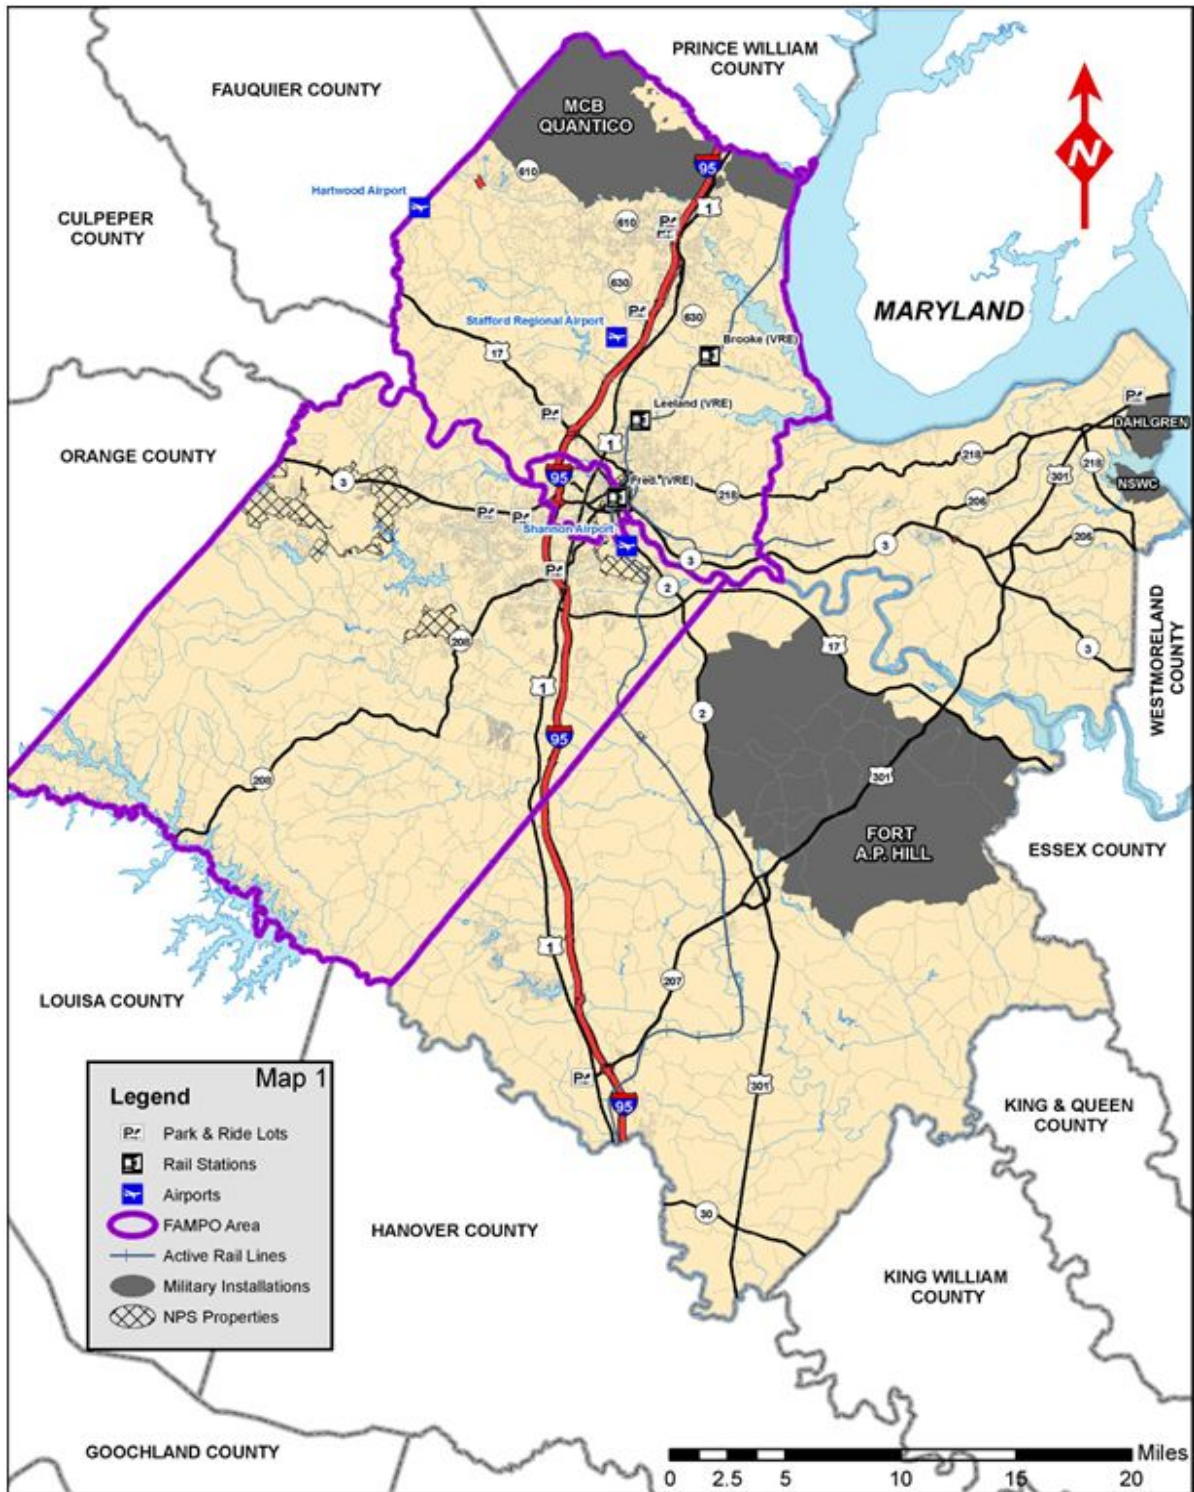 PRINCE WILLIAM
COUNTY
FAUQUIER COUNTY
MCB
QUANTICO
N
95
610
Hartwood Airport
1
610
P
CULPEPER
COUNTY
630
MARYLAND
P
630
Stafford Regional Airport
Brooke (VRE)
17
P
DAHLGREN
Leeland (VRE)
P
1
ORANGE COUNTY
218
301
218
95
3
Fred. (VRE)
NSWC
218
206
P
P
Shannon Airport
205
3
3
P
2
208
17
3
WESTMORELAND
COUNTY
1
2
95
208
301
FORT
A.P. HILL
ESSEX COUNTY
1
207
LOUISA COUNTY
P
301
95
KING & QUEEN
COUNTY
30
HANOVER COUNTY
KING WILLIAM
COUNTY
GOOCHLAND COUNTY
Map 1
Legend
P Park & Ride Lots
Rail Stations
Airports
FAMPO Area
Active Rail Lines
Military Installations
NPS Properties
Miles
0 2.5 5 10 15 20